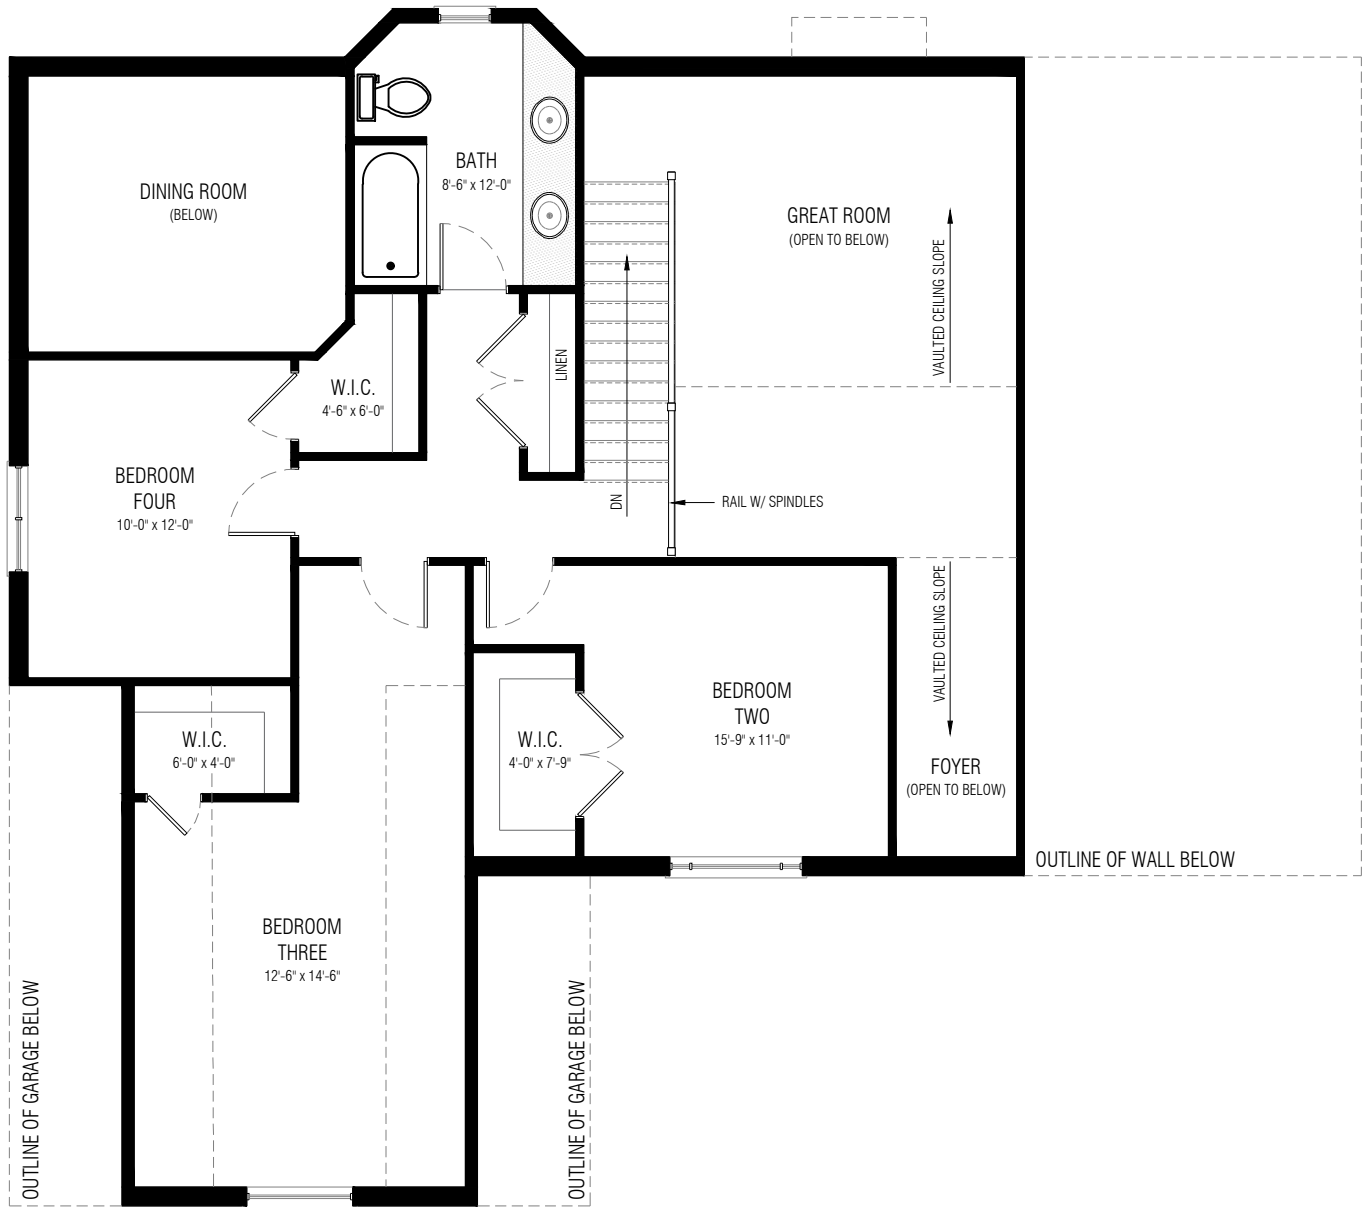 DINING ROOM
(BELOW)
BATH
8'-6" x 12'-0"
GREAT ROOM
(OPEN TO BELOW)
VAULTED CEILING SLOPE
LINEN
W.I.C.
4'-6" x 6'-0"
BEDROOM
FOUR
10'-0" x 12'-0"
DN
RAIL W/ SPINDLES
VAULTED CEILING SLOPE
BEDROOM
TWO
15'-9" x 11'-0"
W.I.C.
6'-0" x 4'-0"
W.I.C.
4'-0" x 7'-9"
FOYER
(OPEN TO BELOW)
OUTLINE OF WALL BELOW
BEDROOM
THREE
12'-6" x 14'-6"
OUTLINE OF GARAGE BELOW
OUTLINE OF GARAGE BELOW